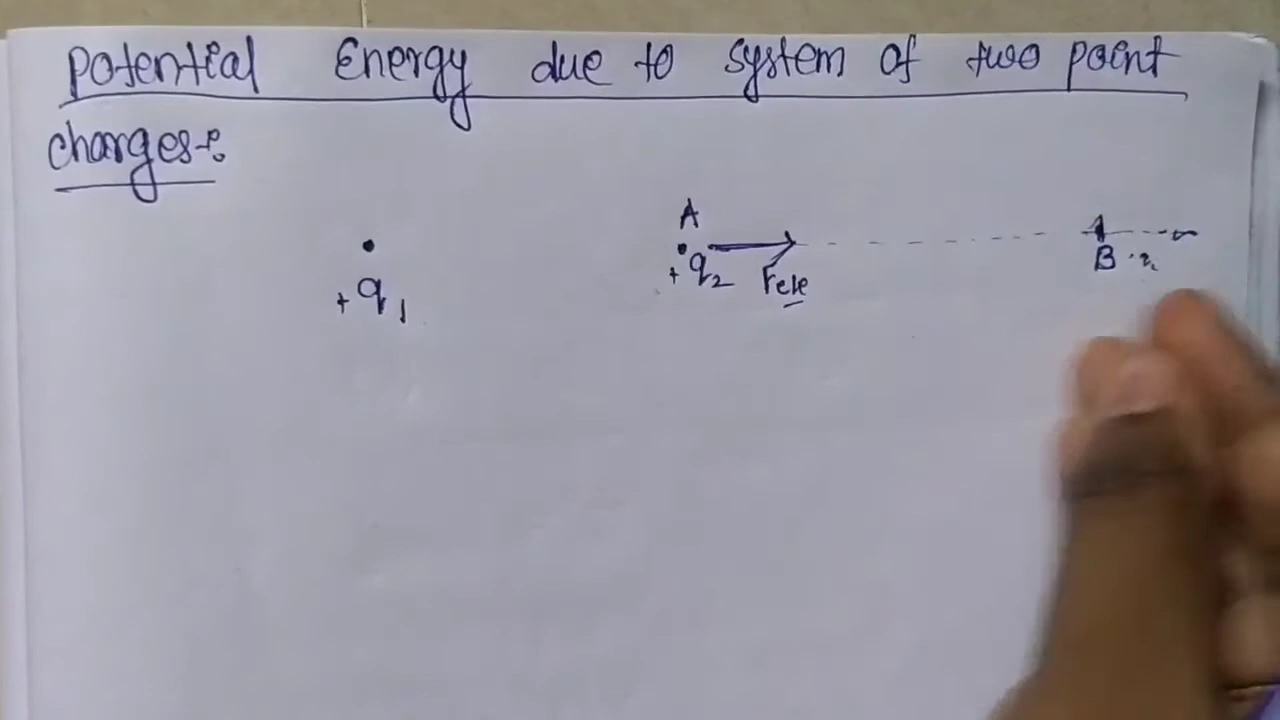 Potential Energy due to system of two point
charges:
A
B
+q1
+q2
Fele